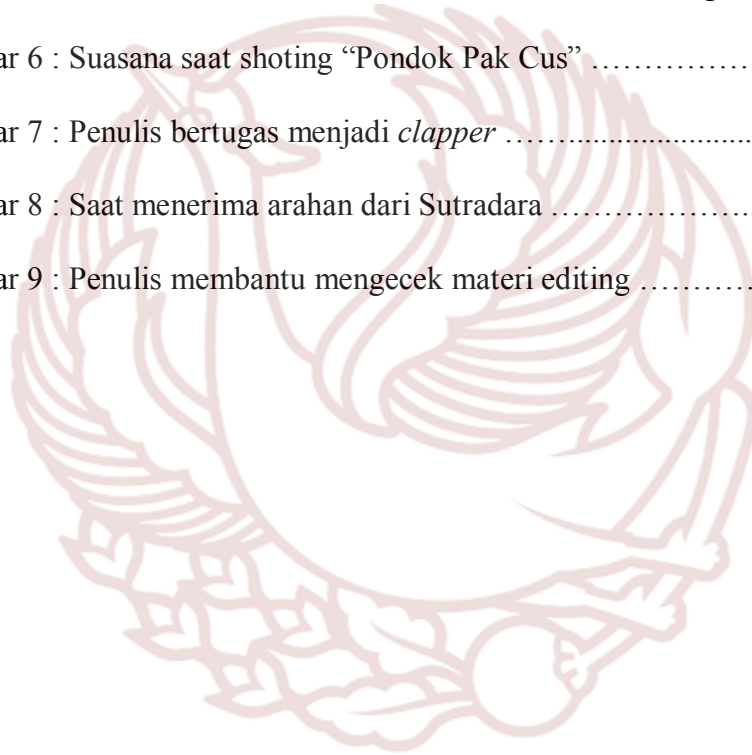 ar 6 : Suasana saat shoting “Pondok Pak Cus” ……………
ar 7 : Penulis bertugas menjadi clapper ……......................
ar 8 : Saat menerima arahan dari Sutradara ……………….
ar 9 : Penulis membantu mengecek materi editing …………